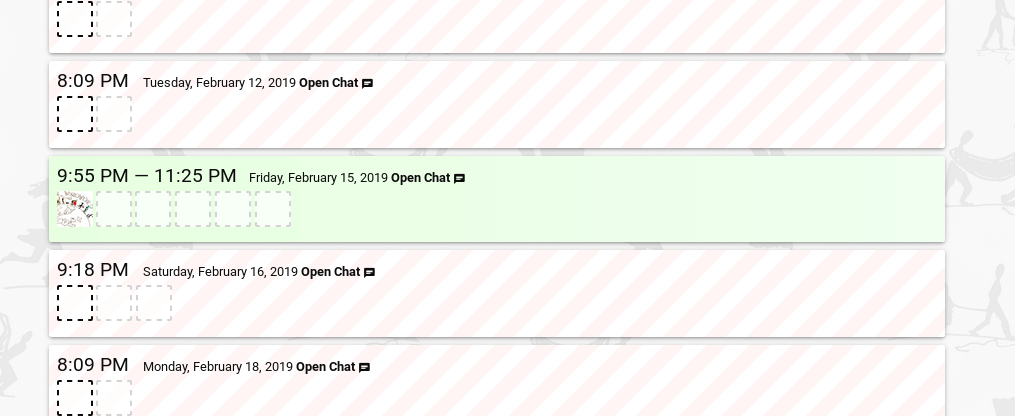 8:09 PM Tuesday, February 12, 2019 Open Chat
9:55 PM — 11:25 PM Friday, February 15, 2019 Open Chat
9:18 PM Saturday, February 16, 2019 Open Chat
8:09 PM Monday, February 18, 2019 Open Chat